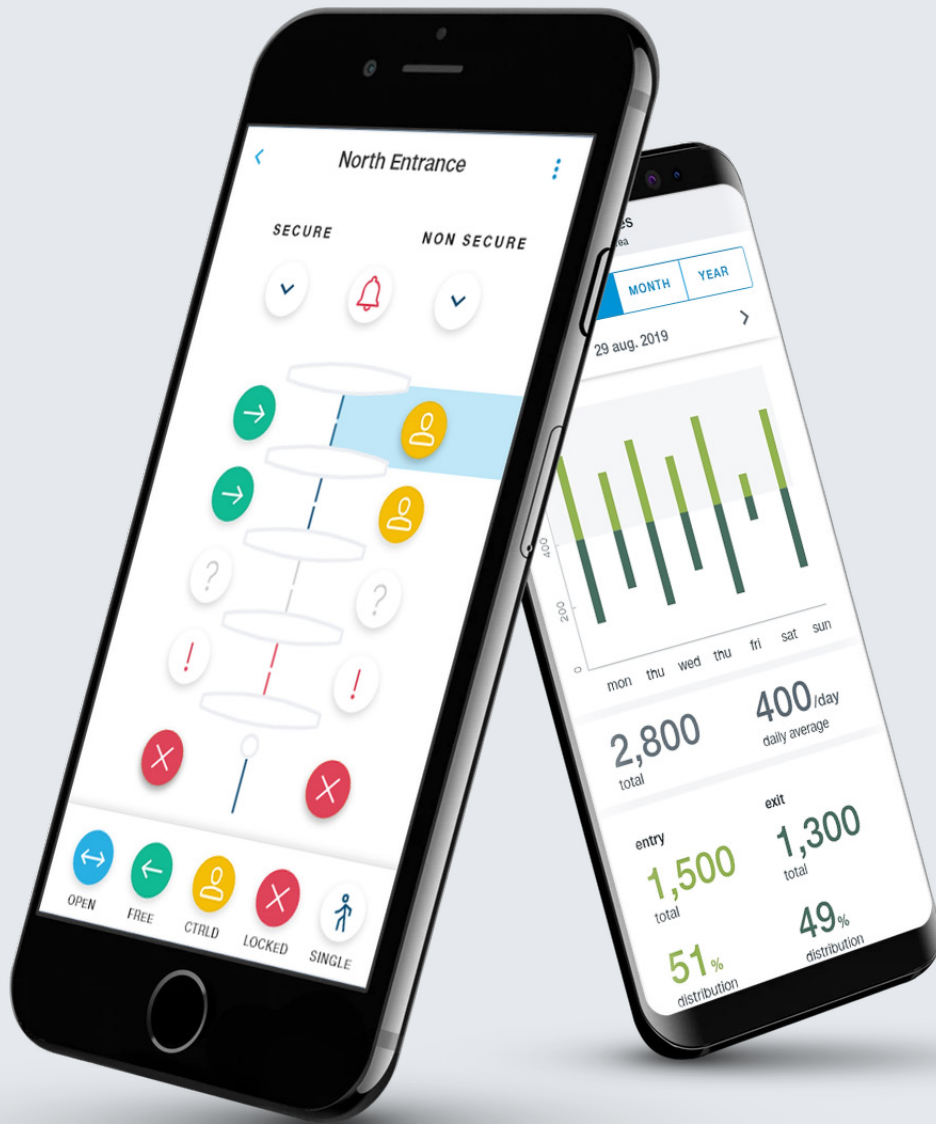 North Entrance
SECURE
NON SECURE
?
?
!
!
OPEN
FREE
CTRLD
LOCKED
SINGLE
MONTH
YEAR
29 aug. 2019
400
200
0
mon thu wed thu fri sat sun
2,800
total
400/day
daily average
entry
1,500
total
51%
distribution
exit
1,300
total
49%
distribution